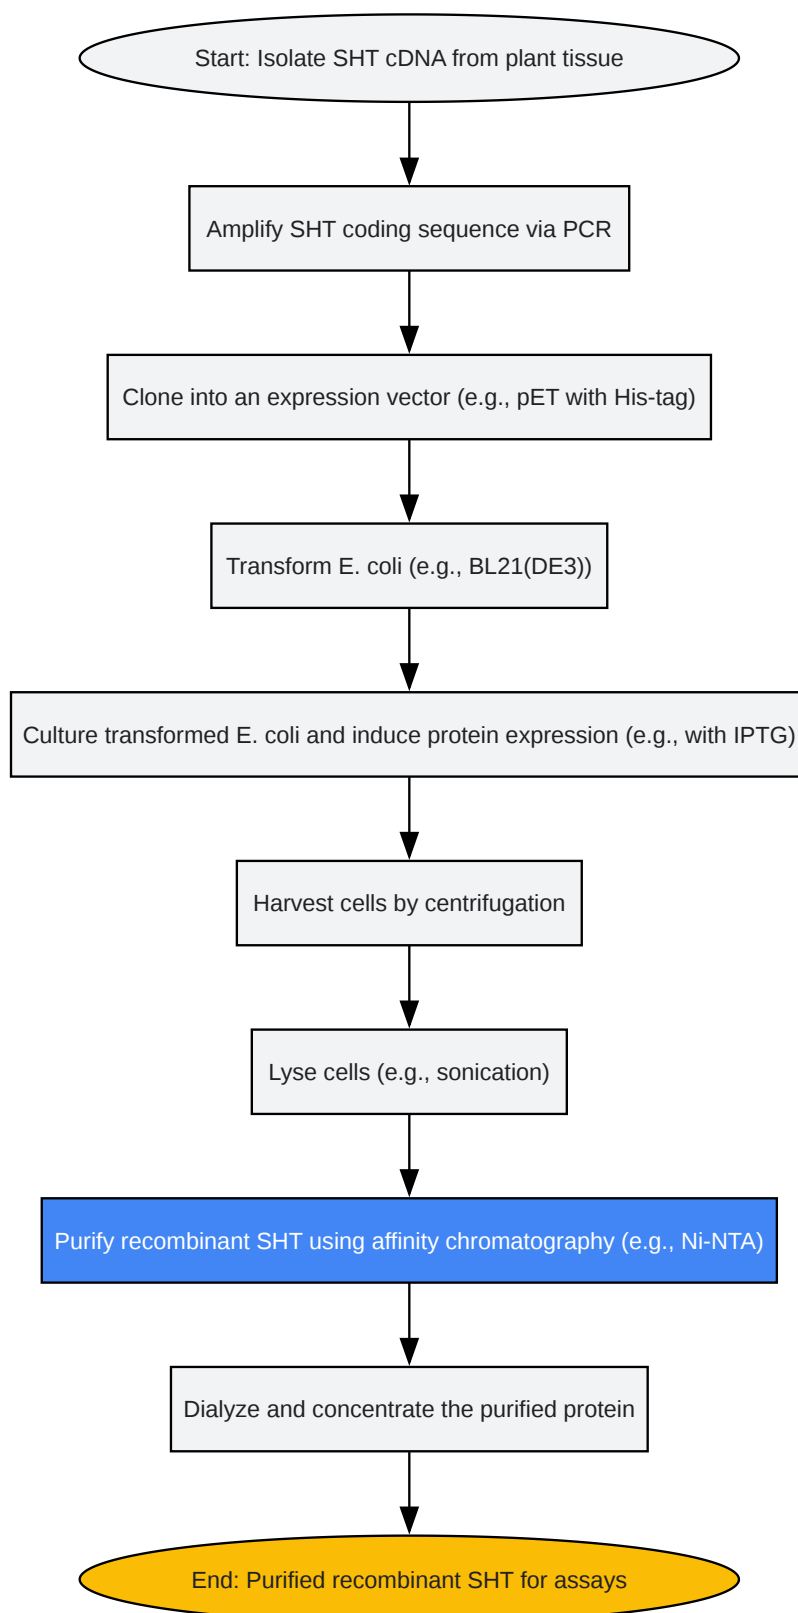 Start: Isolate SHT cDNA from plant tissue
Amplify SHT coding sequence via PCR
Clone into an expression vector (e.g., pET with His-tag)
Transform E. coli (e.g., BL21(DE3))
Culture transformed E. coli and induce protein expression (e.g., with IPTG)
Harvest cells by centrifugation
Lyse cells (e.g., sonication)
Purify recombinant SHT using affinity chromatography (e.g., Ni-NTA)
Dialyze and concentrate the purified protein
End: Purified recombinant SHT for assays